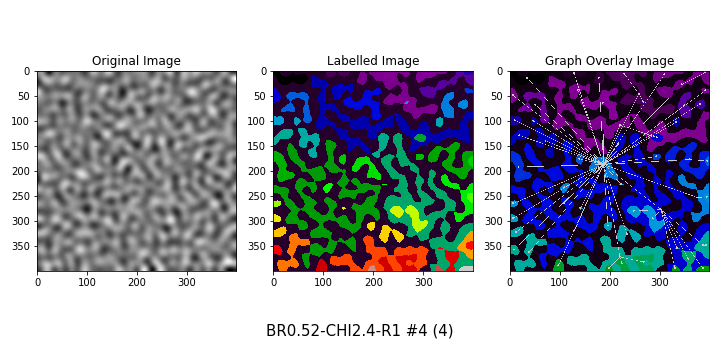 Original Image Labelled Image Graph Overlay Image
0 0 0
50 50 50
100 100 100
150 150 150
200 200 200
250 250 250
300 300 300
350 350 350
0 100 200 300 0 100 200 300 0 100 200 300
BR0.52-CHI2.4-R1 #4 (4)